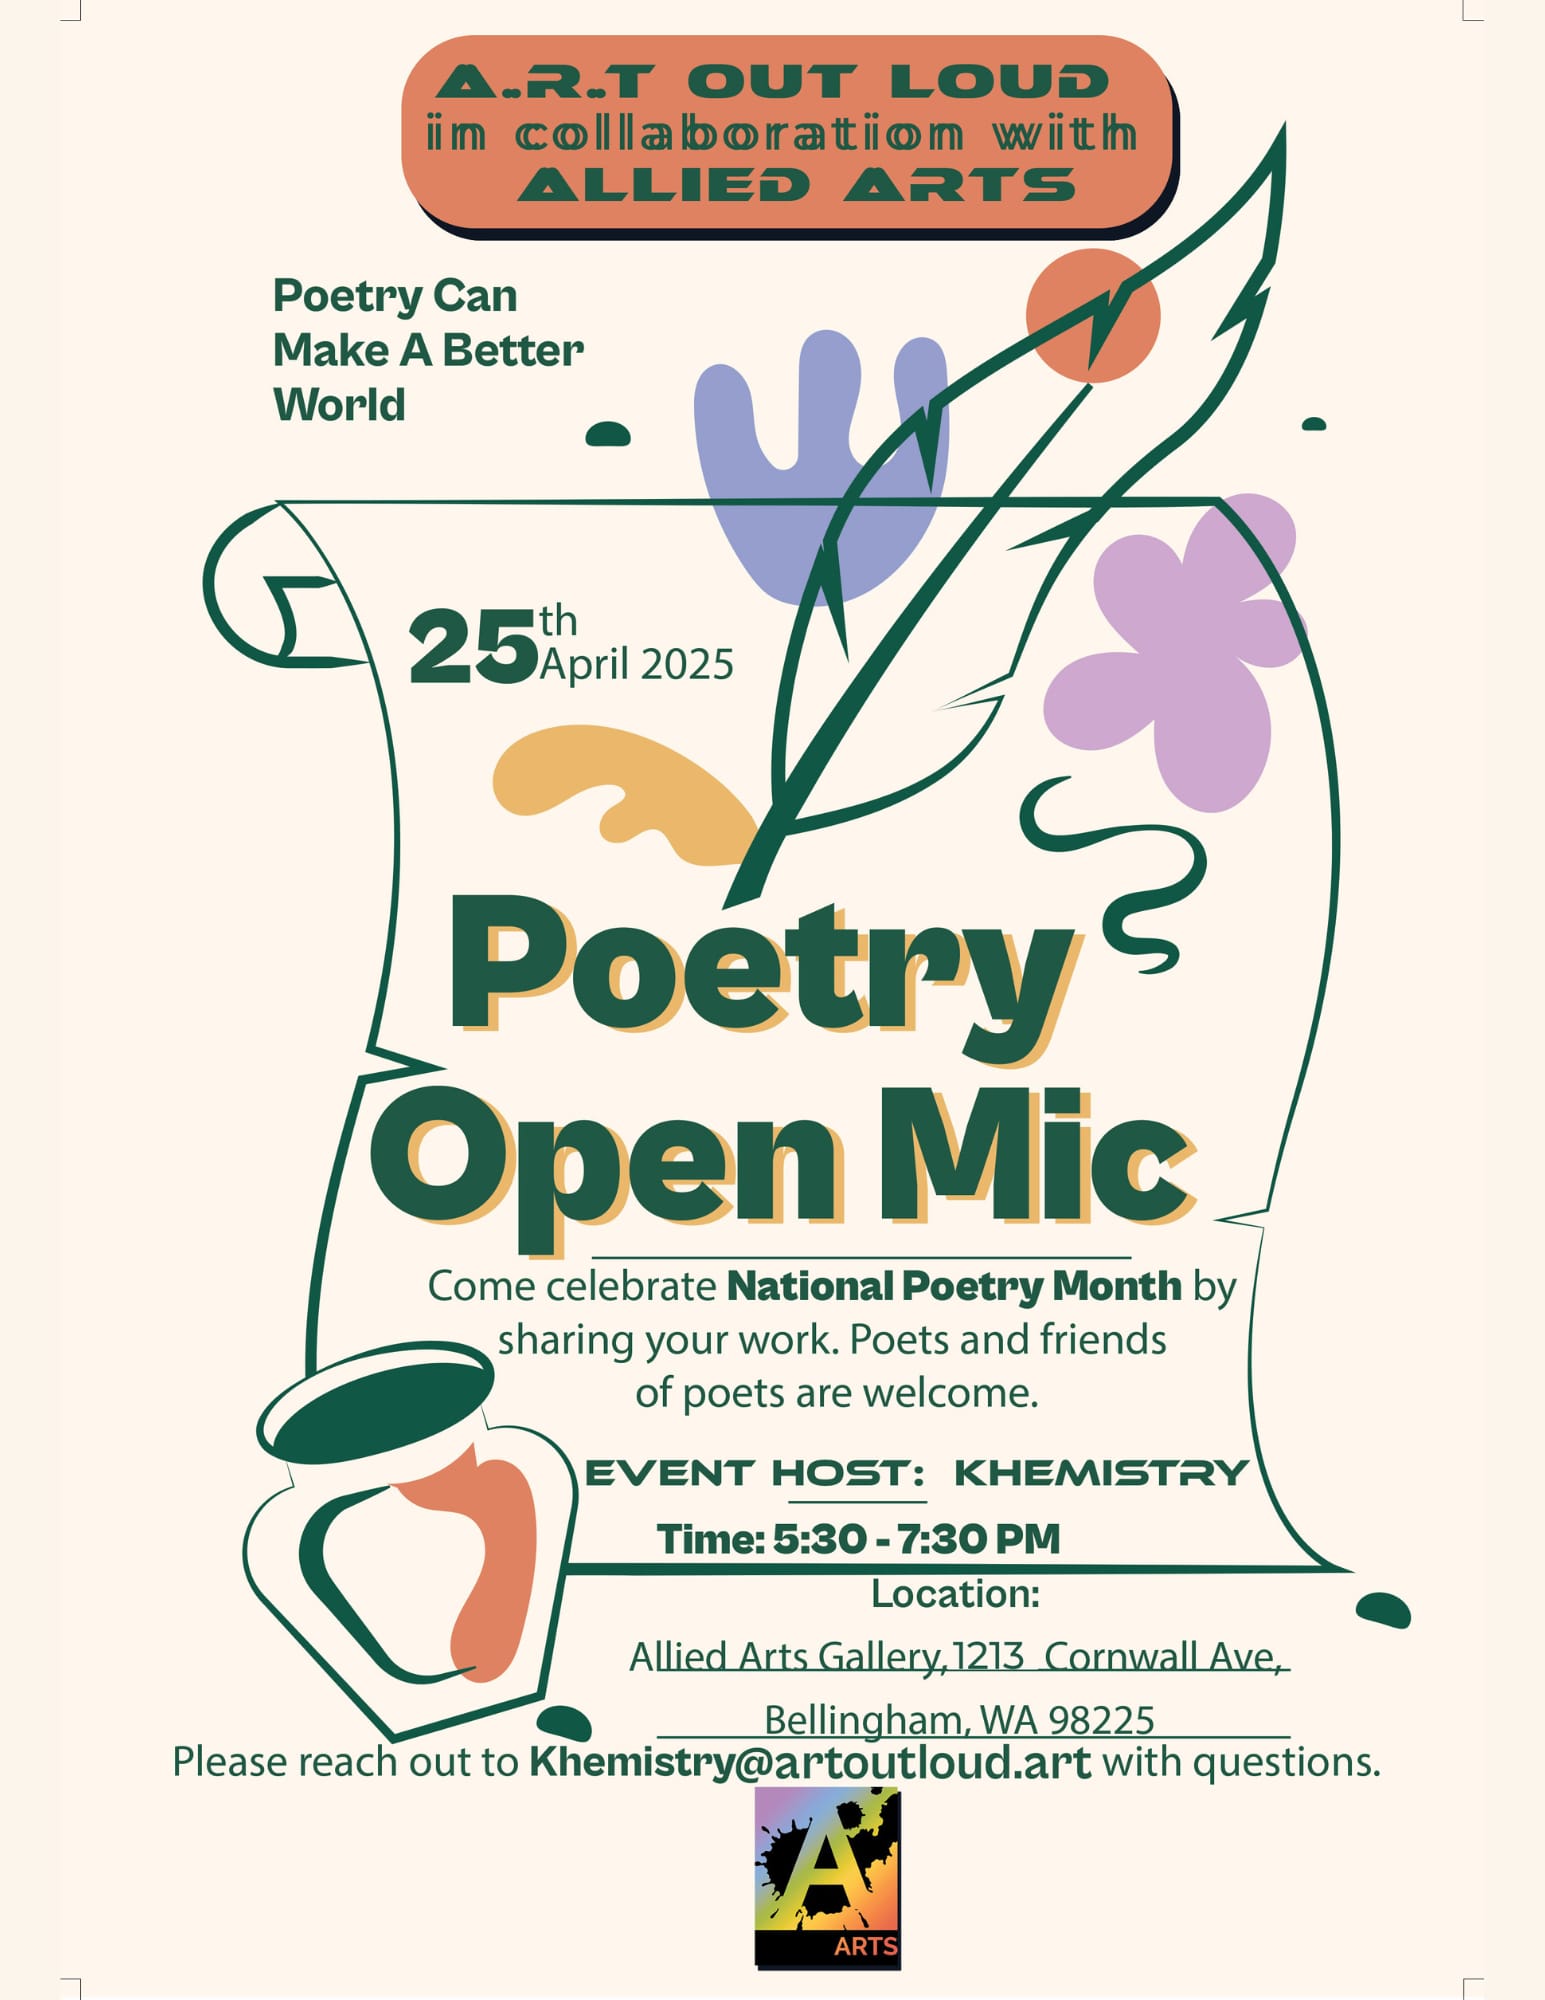 A.R.T OUT LOUD
in collaboration with
ALLIED ARTS
Poetry Can
Make A Better
World
25th
April 2025
Poetry
Open Mic
Come celebrate National Poetry Month by
sharing your work. Poets and friends
of poets are welcome.
EVENT HOST: KHEMISTRY
Time: 5:30 - 7:30 PM
Location:
Allied Arts Gallery,1213 Cornwall Ave,
Bellingham, WA 98225
Please reach out to Khemistry@artoutloud.art with questions.
A
ARTS